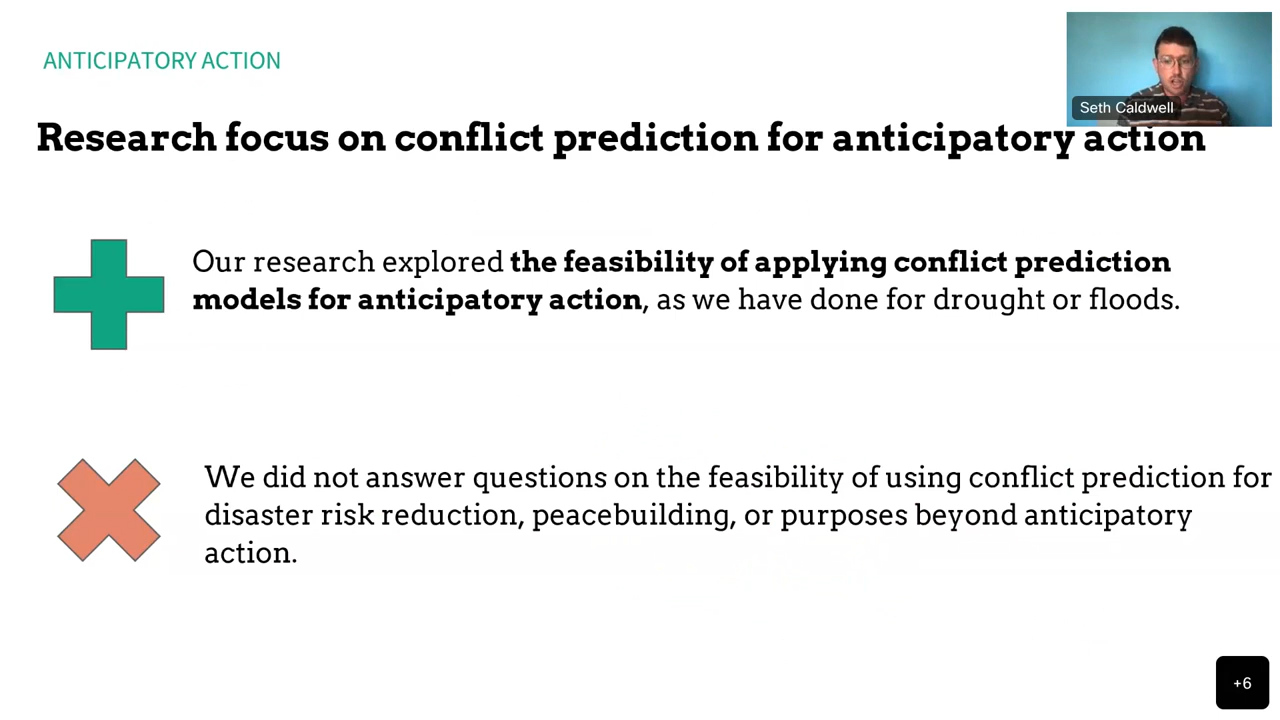 ANTICIPATORY ACTION
Seth Caldwell
Research focus on conflict prediction for anticipatory action
Our research explored the feasibility of applying conflict prediction
models for anticipatory action, as we have done for drought or floods.
We did not answer questions on the feasibility of using conflict prediction for
disaster risk reduction, peacebuilding, or purposes beyond anticipatory
action.
+6